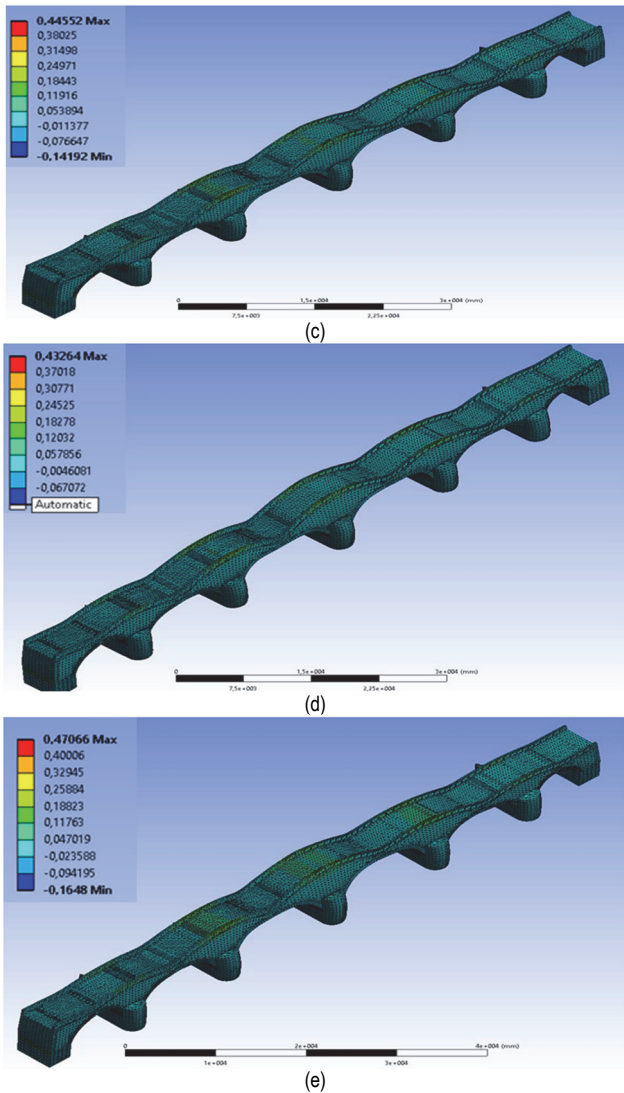 0.44552 Max
0,38025
0,31498
0,24971
0,18443
0,11916
0,053894
-0,011377
-0,076647
-0,14192 Min
0
1,5e+004
3e+004 (mm)
7,5e+003
2,25e+004
(c)
0.43264 Max
0,37018
0,30771
0,24525
0,18278
0,12032
0,057856
-0,0046081
-0,067072
Automatic
0
1,5e+004
3e+004 (mm)
7,5e+003
2,25e+004
(d)
0.47066 Max
0,40006
0,32945
0,25884
0,18823
0,11763
0,047019
-0,023588
-0,094195
-0,1648 Min
0
2e+004
4e+004 (mm)
1e+004
3e+004
(e)